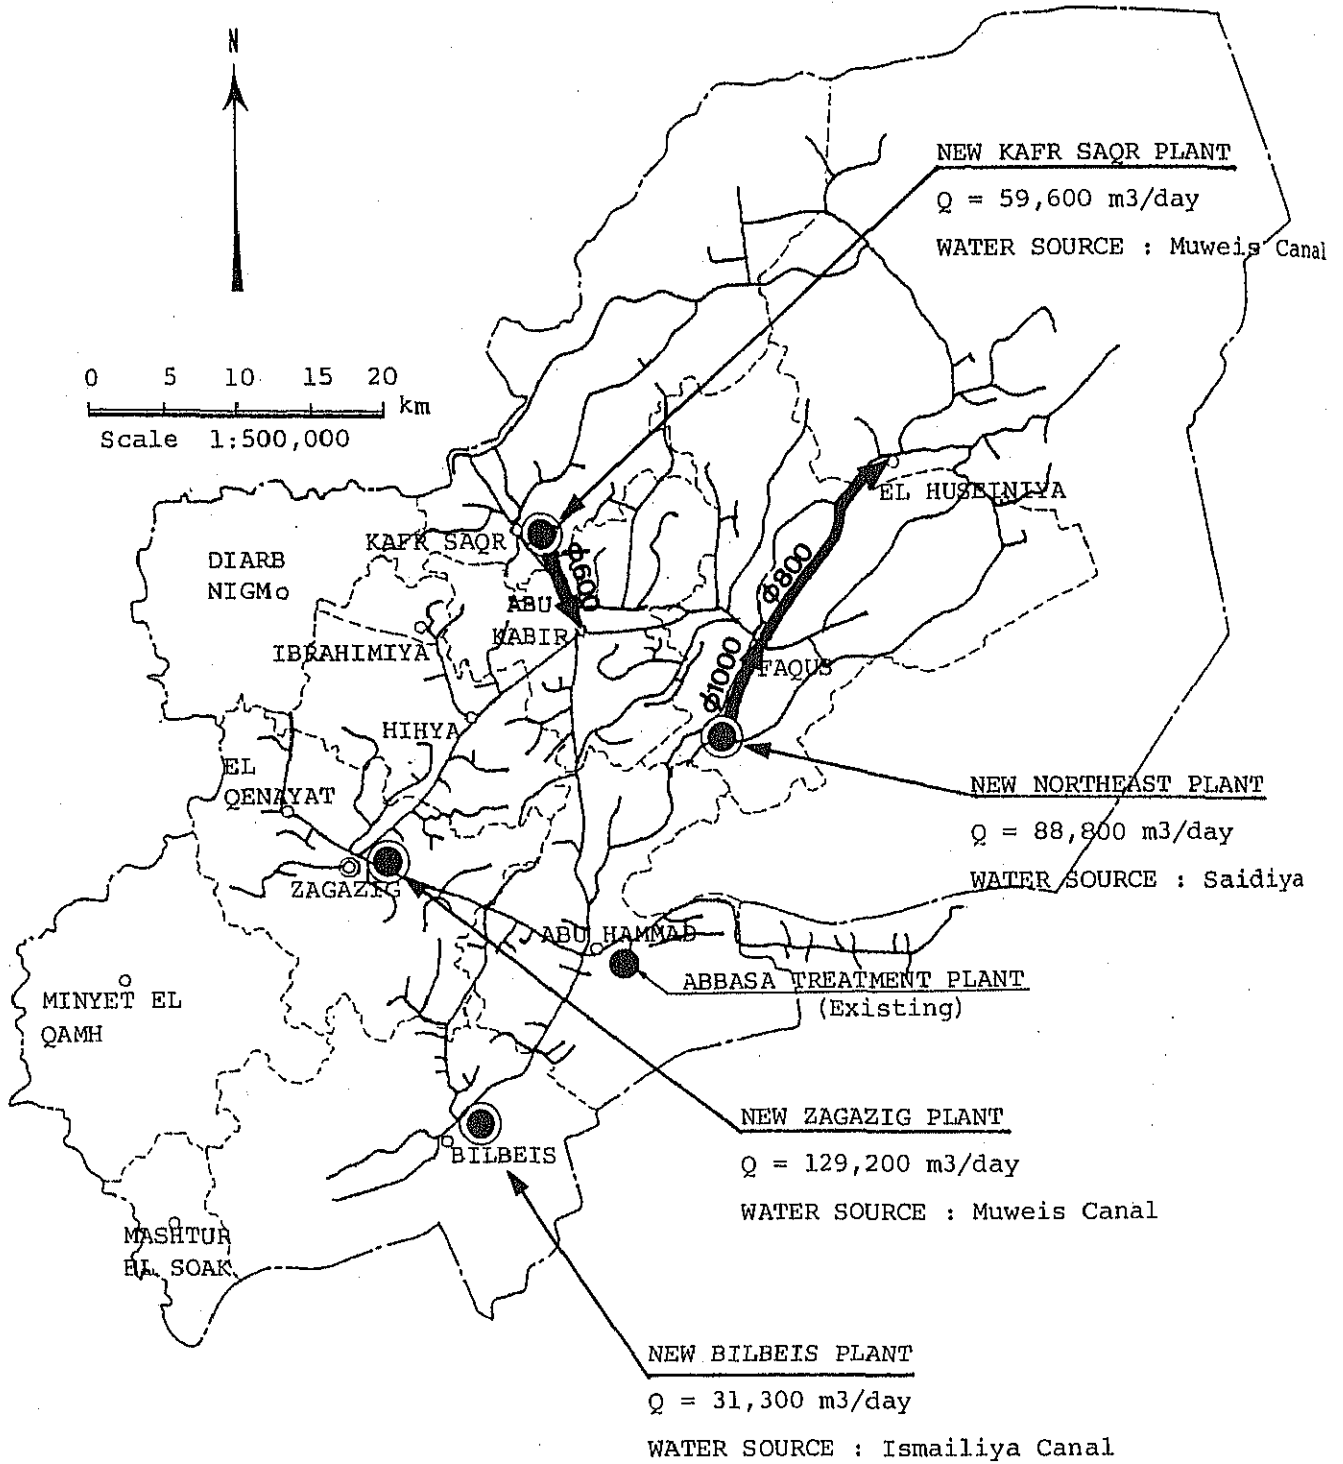 N
NEW KAFR SAQR PLANT
Q = 59,600 m3/day
WATER SOURCE : Muweis Canal
0 5 10 15 20 km
Scale 1:500,000
EL HUSEINIYA
KAFR SAQR
DIARB
NIGM
φ600
φ800
ABU
KABIR
IBRAHIMIYA
φ1000
FAQUS
HIHYA
EL
QENAYAT
NEW NORTHEAST PLANT
Q = 88,800 m3/day
WATER SOURCE : Saidiya
ZAGAZIG
ABU HAMMAD
ABBASA TREATMENT PLANT
(Existing)
MINYET EL
QAMH
NEW ZAGAZIG PLANT
Q = 129,200 m3/day
WATER SOURCE : Muweis Canal
BILBEIS
MASHTUR
EL SOAK
NEW BILBEIS PLANT
Q = 31,300 m3/day
WATER SOURCE : Ismailiya Canal